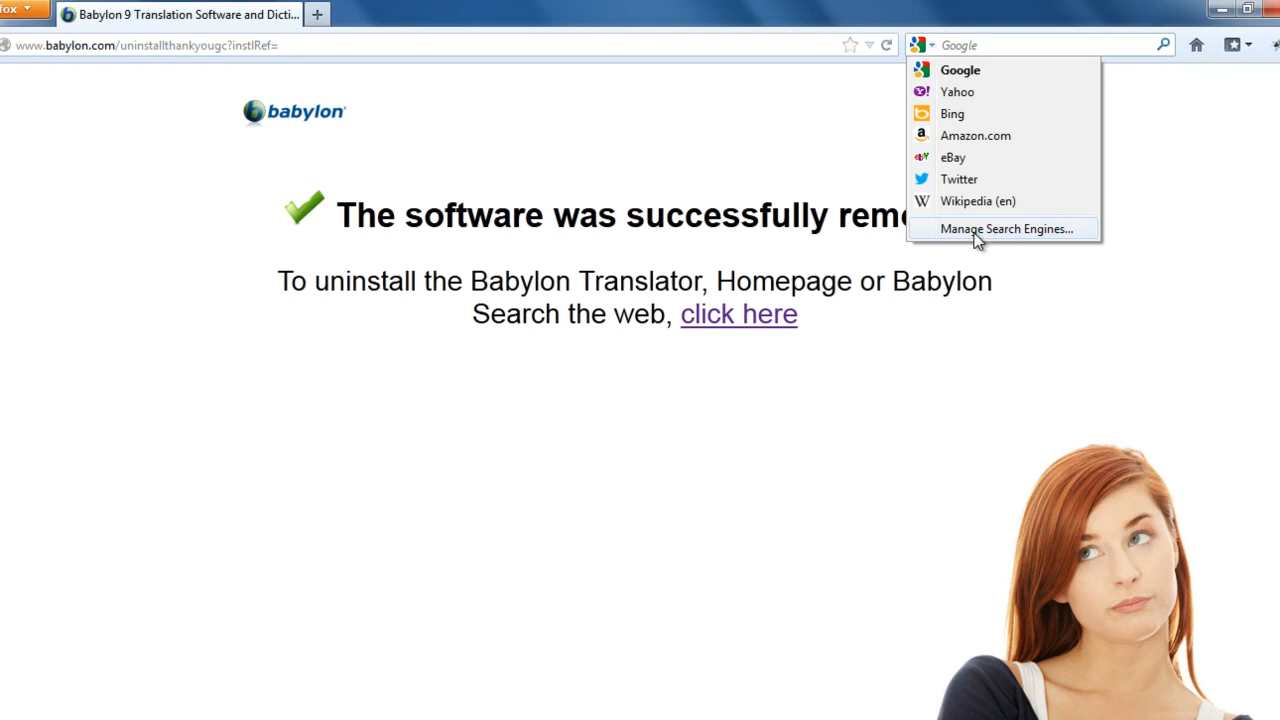 fox
Babylon 9 Translation Software and Dicti...
www.babylon.com/uninstallthankyougc?instlRef=
Google
Google
Yahoo
Bing
Amazon.com
eBay
Twitter
Wikipedia (en)
Manage Search Engines...
babylon
The software was successfully rem
To uninstall the Babylon Translator, Homepage or Babylon
Search the web, click here